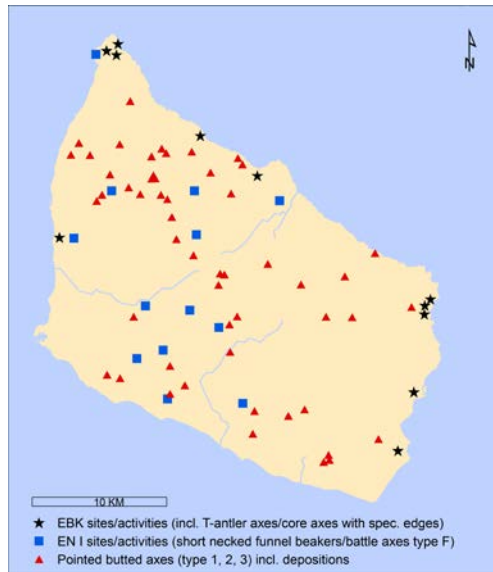 N
10 KM
EBK sites/activities (incl. T-antler axes/core axes with spec. edges)
EN I sites/activities (short necked funnel beakers/battle axes type F)
Pointed butted axes (type 1, 2, 3) incl. depositions